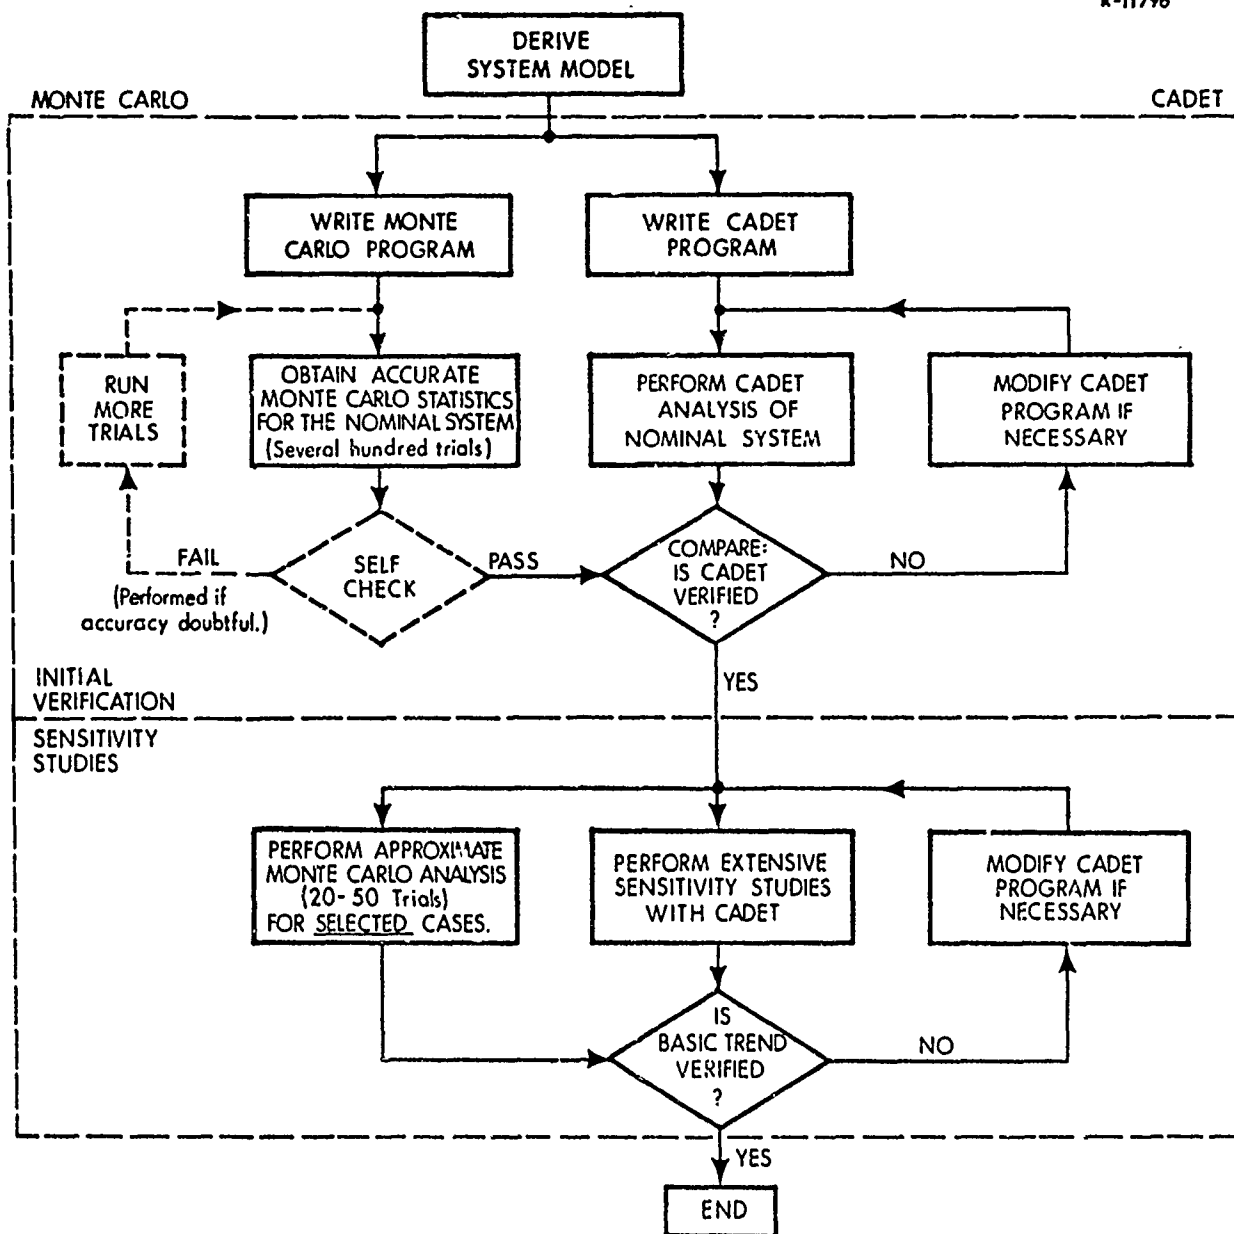 DERIVE
SYSTEM MODEL
MONTE CARLO
CADET
WRITE MONTE
CARLO PROGRAM
WRITE CADET
PROGRAM
RUN
MORE
TRIALS
OBTAIN ACCURATE
MONTE CARLO STATISTICS
FOR THE NOMINAL SYSTEM
(Several hundred trials)
PERFORM CADET
ANALYSIS OF
NOMINAL SYSTEM
MODIFY CADET
PROGRAM IF
NECESSARY
FAIL
(Performed if
accuracy doubtful.)
SELF
CHECK
PASS
COMPARE:
IS CADET
VERIFIED
?
NO
YES
INITIAL
VERIFICATION
SENSITIVITY
STUDIES
PERFORM APPROXIMATE
MONTE CARLO ANALYSIS
(20-50 Trials)
FOR SELECTED CASES.
PERFORM EXTENSIVE
SENSITIVITY STUDIES
WITH CADET
MODIFY CADET
PROGRAM IF
NECESSARY
IS
BASIC TREND
VERIFIED
?
NO
YES
END